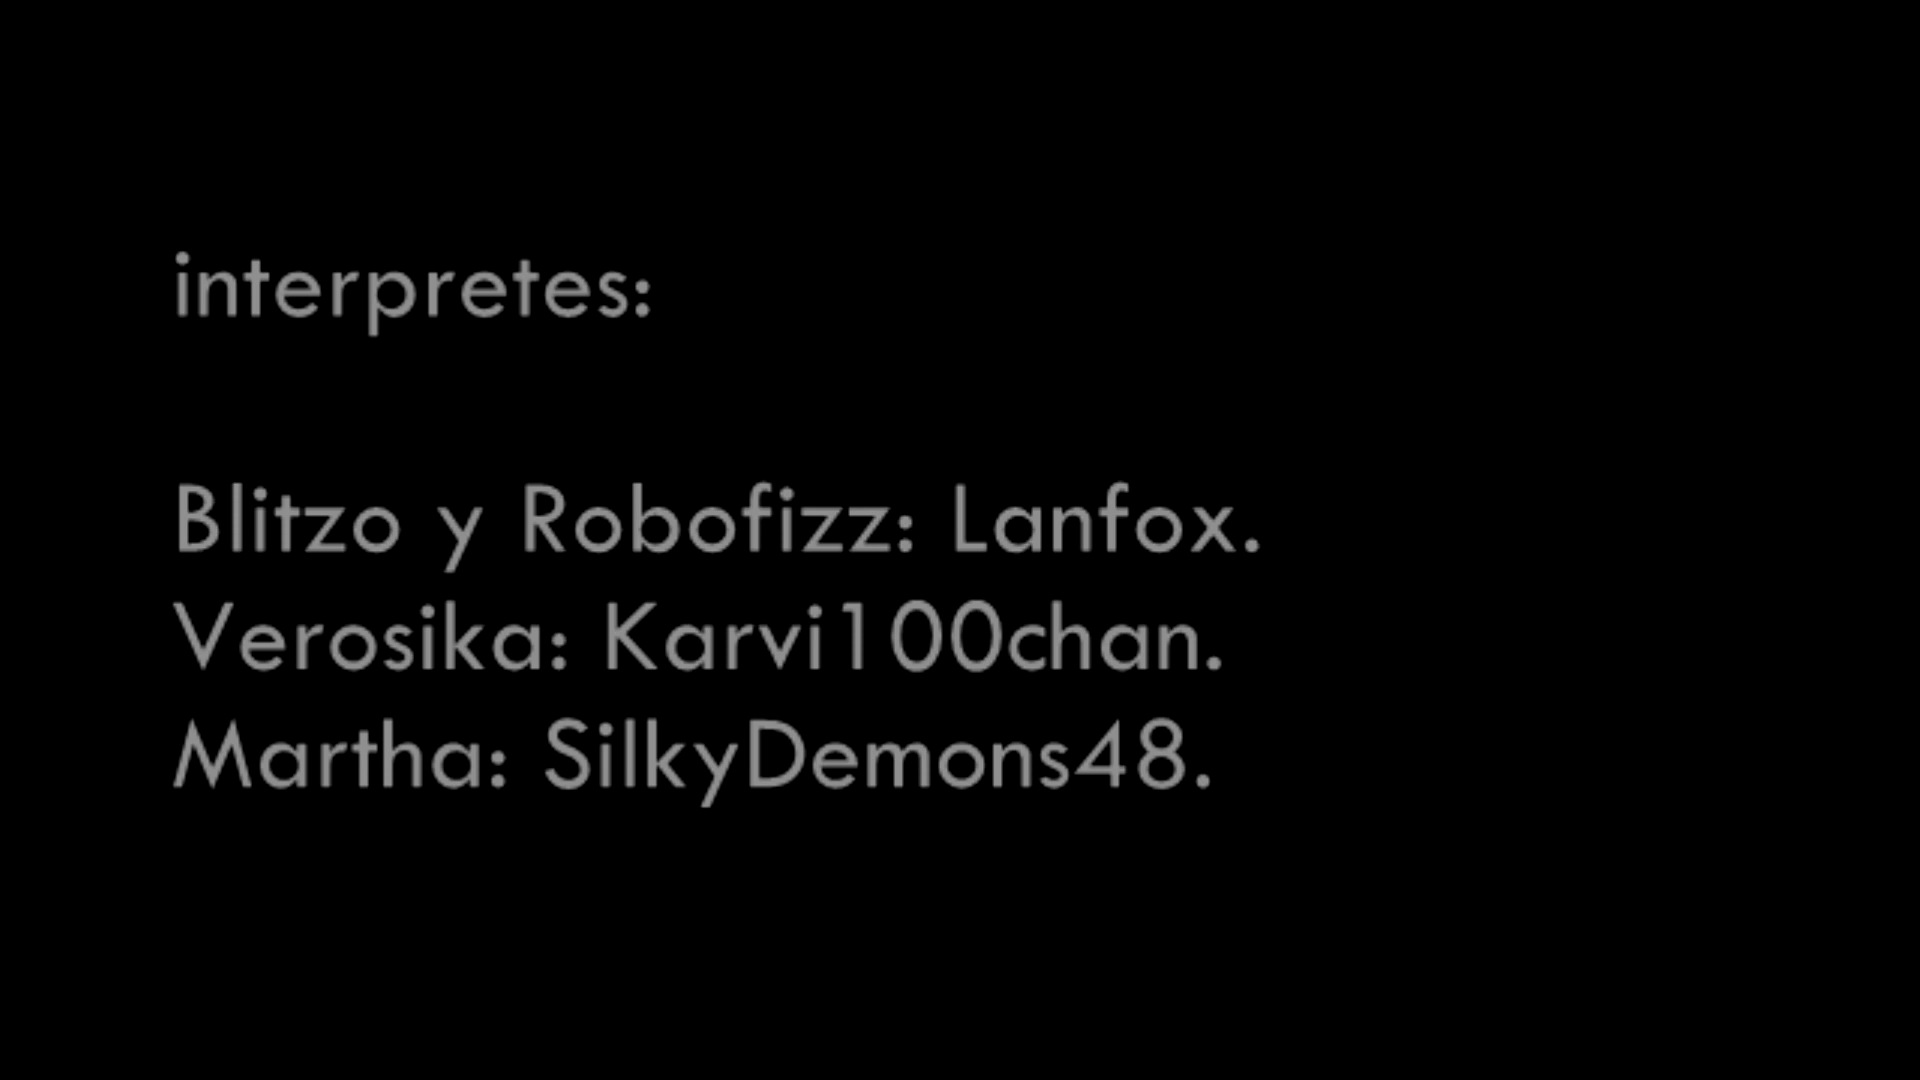 interpretes:
Blitzo y Robofizz: Lanfox.
Verosika: Karvi100chan.
Martha: SilkyDemons48.